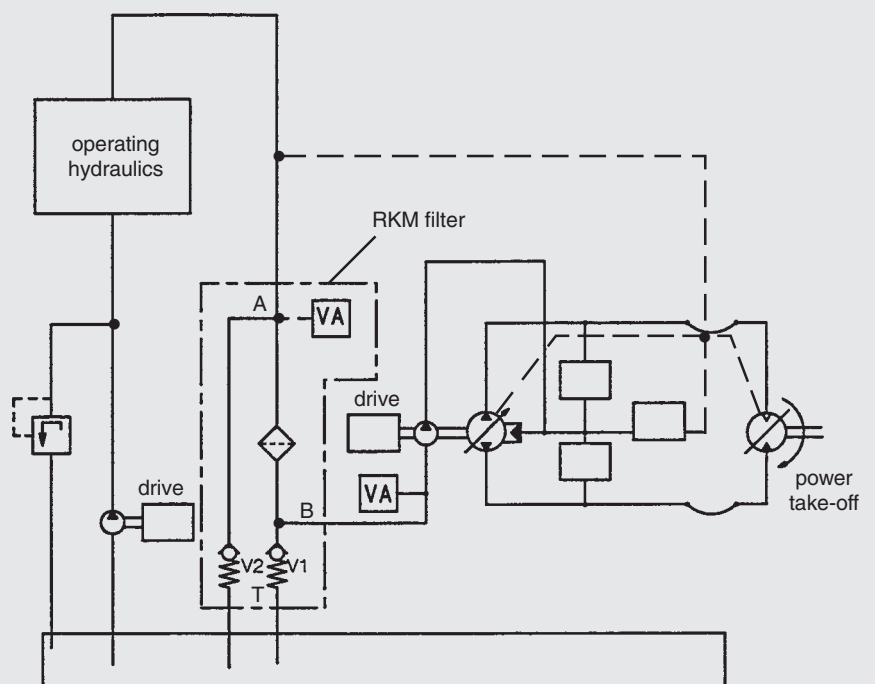 operating
hydraulics
RKM filter
A
VA
drive
VA
B
drive
power
take-off
V2
V1
T